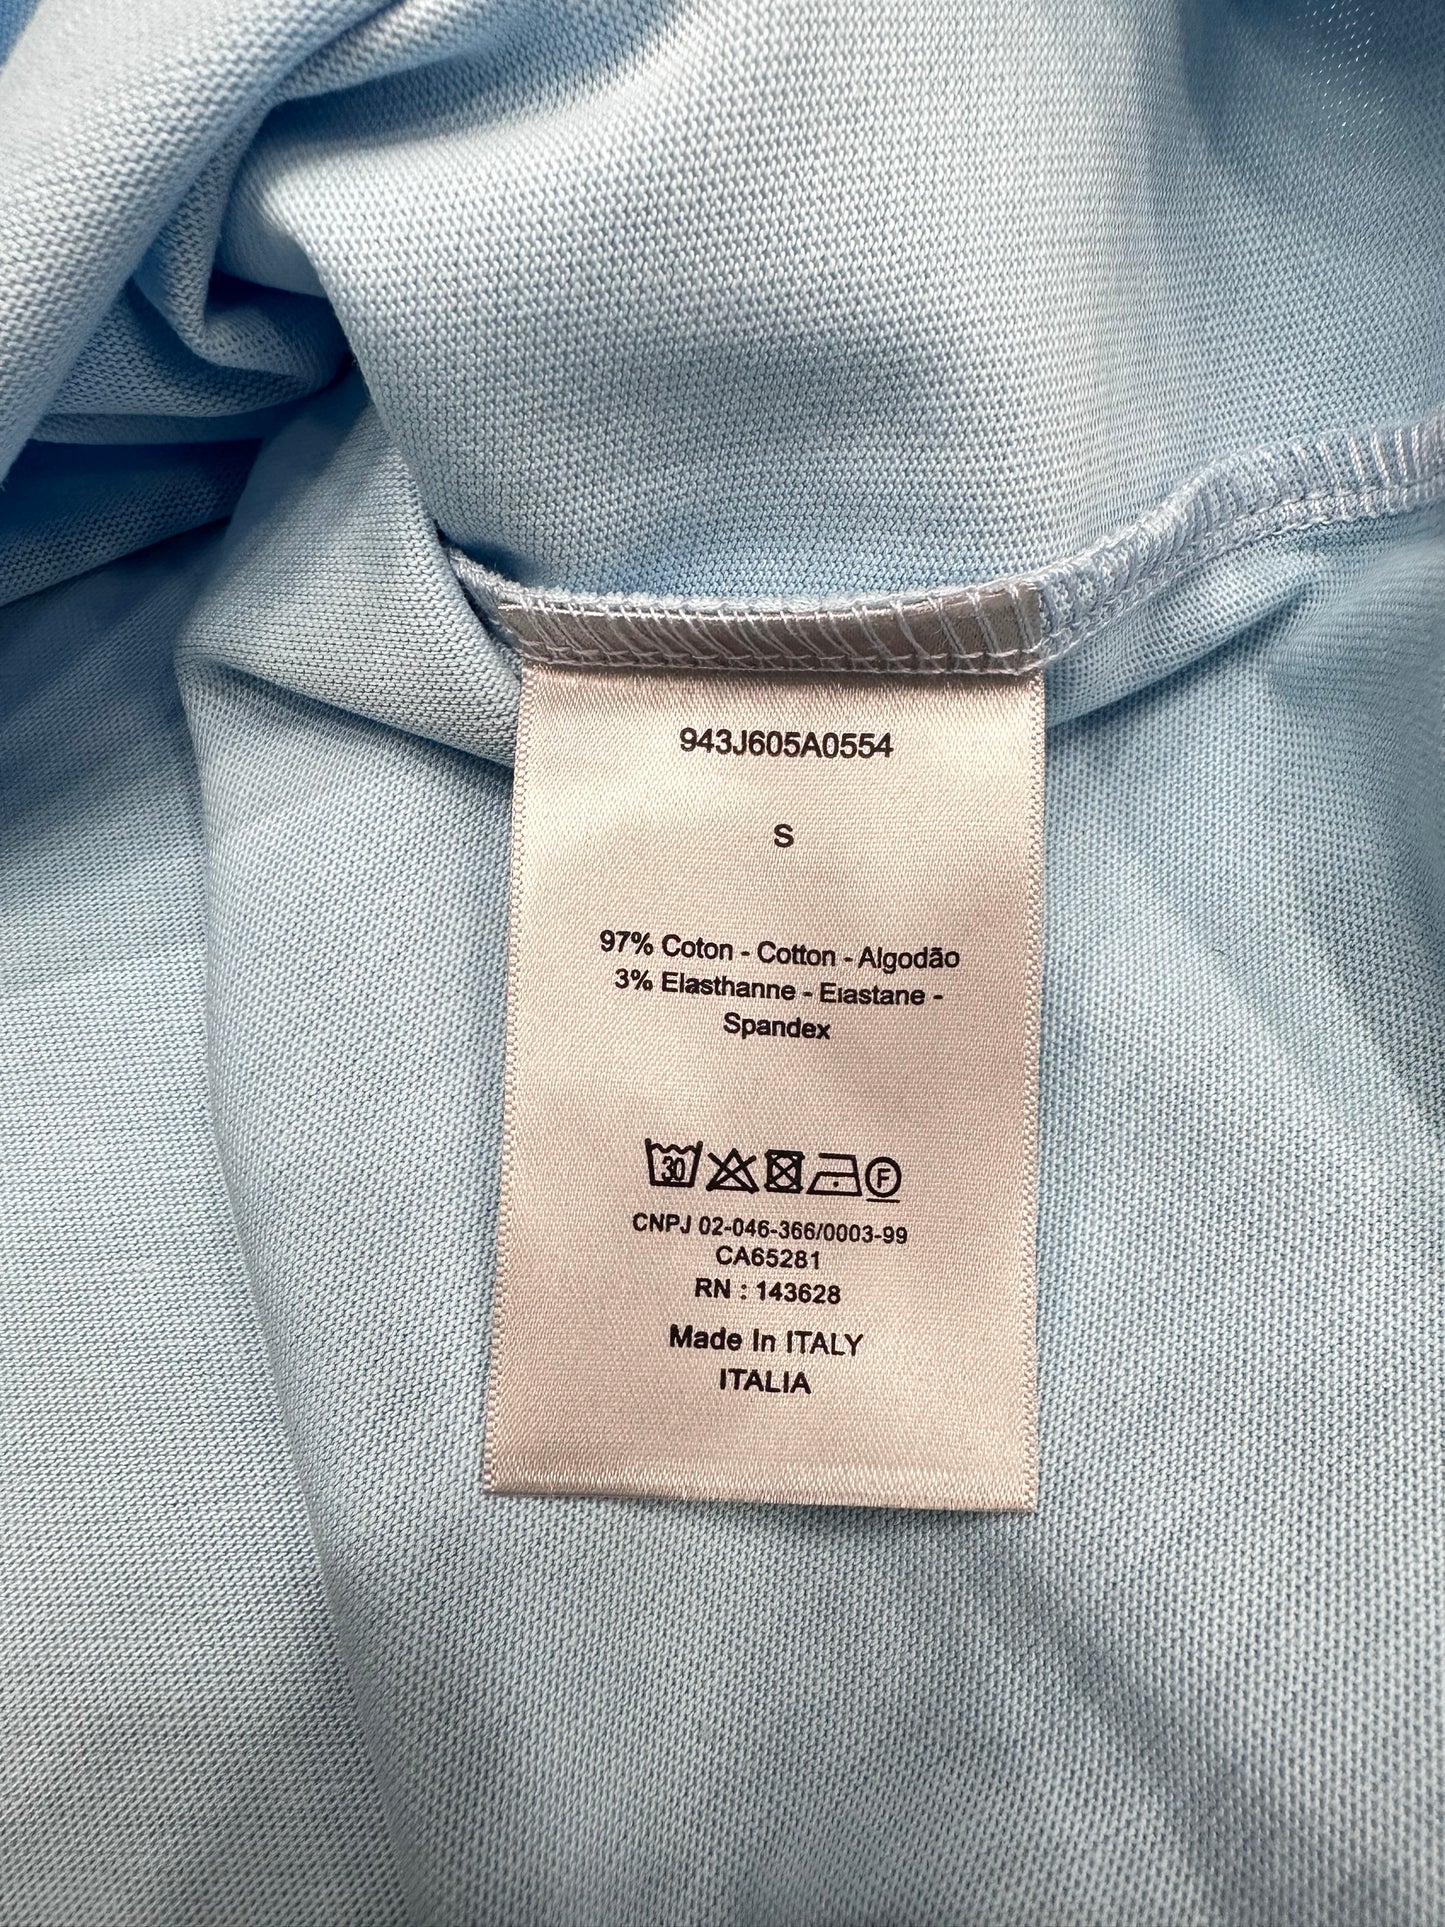 943J605A0554
S
97% Coton - Cotton - Algodão
3% Elasthanne - Elastane -
Spandex
30
F
CNPJ 02-046-366/0003-99
CA65281
RN : 143628
Made In ITALY
ITALIA